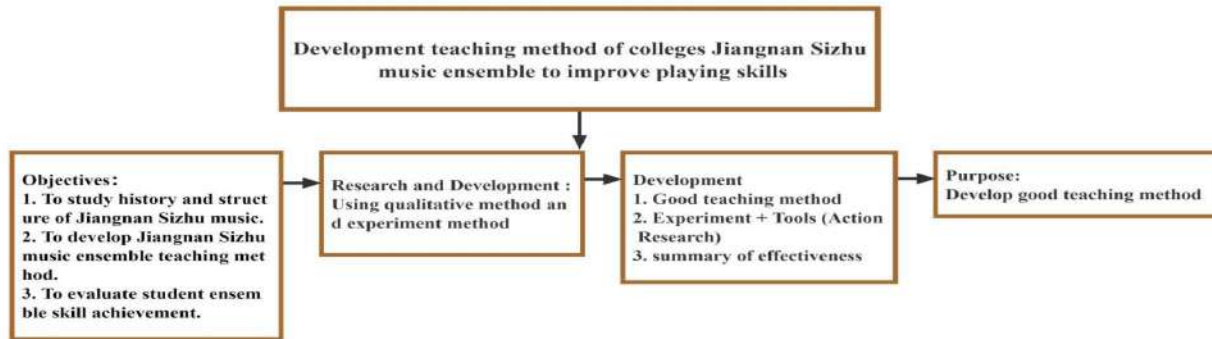 Development teaching method of colleges Jiangnan Sizhu
music ensemble to improve playing skills
Objectives:
1. To study history and struct
ure of Jiangnan Sizhu music.
2. To develop Jiangnan Sizhu
music ensemble teaching met
hod.
3. To evaluate student ensem
ble skill achievement.
Research and Development :
Using qualitative method an
d experiment method
Development
1. Good teaching method
2. Experiment + Tools (Action
Research)
3. summary of effectiveness
Purpose:
Develop good teaching method